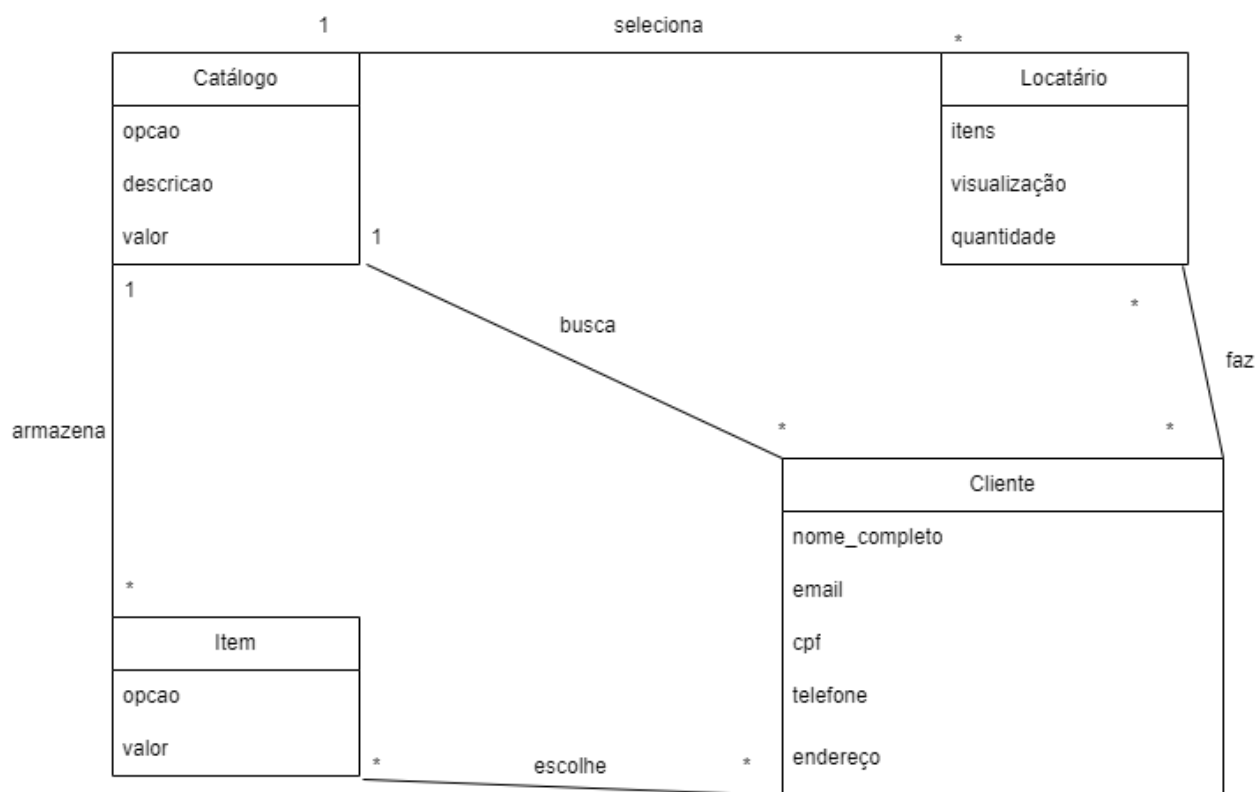 1
seleciona
*
Catálogo
opcao
descricao
valor
Locatário
itens
visualização
quantidade
1
1
busca
*
*
faz
armazena
*
*
Cliente
nome_completo
email
cpf
telefone
endereço
Item
opcao
valor
*
escolhe
*